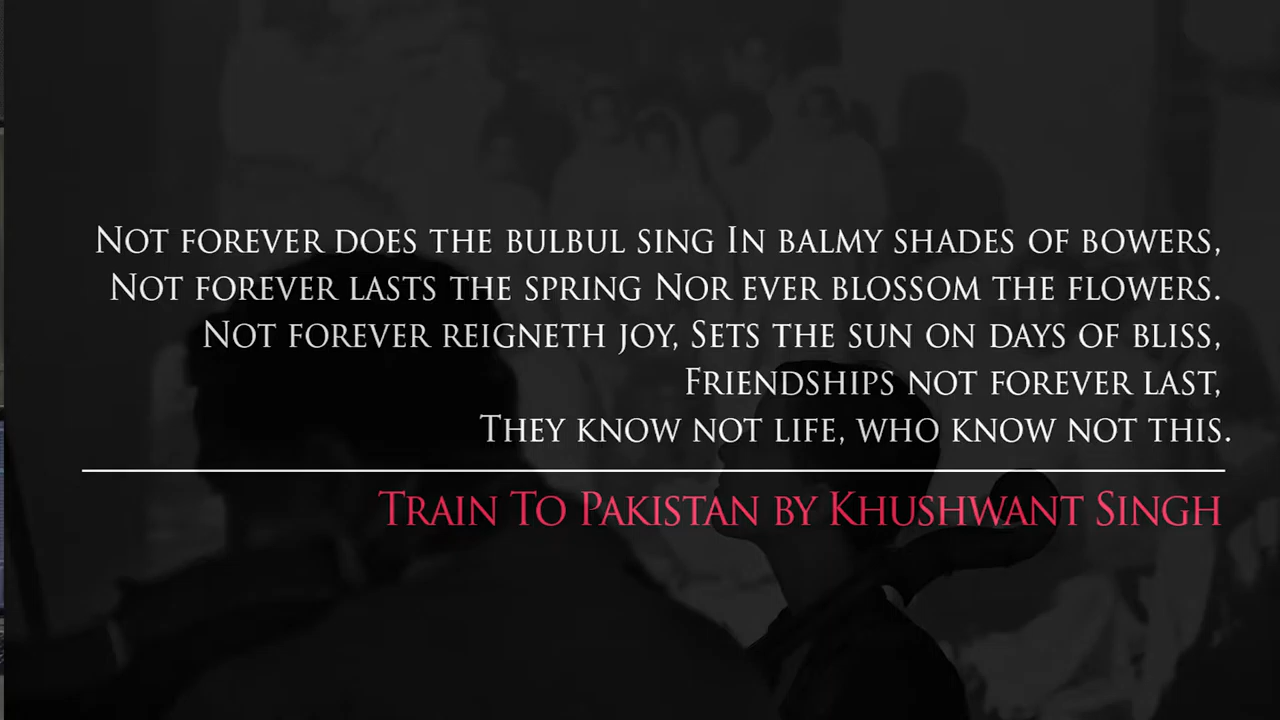 Not forever does the bulbul sing In balmy shades of bowers,
Not forever lasts the spring Nor ever blossom the flowers.
Not forever reigneth joy, Sets the sun on days of bliss,
Friendships not forever last,
They know not life, who know not this.
Train To Pakistan by Khushwant Singh